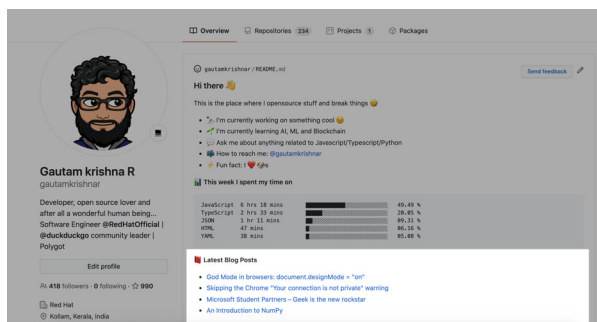 Overview
Repositories 234
Projects 1
Packages
gautamkrishnar / README.md
Send feedback
Hi there
This is the place where I opensource stuff and break things
I'm currently working on something cool
I'm currently learning AI, ML and Blockchain
Ask me about anything related to Javascript/Typescript/Python
How to reach me: @gautamkrishnar
Fun fact: I
This week I spent my time on
JavaScript 6 hrs 18 mins 49.49 %
TypeScript 2 hrs 33 mins 20.05 %
JSON 1 hr 11 mins 09.31 %
HTML 47 mins 06.16 %
YAML 38 mins 05.08 %
Latest Blog Posts
God Mode in browsers: document.designMode = "on"
Skipping the Chrome "Your connection is not private" warning
Microsoft Student Partners – Geek is the new rockstar
An Introduction to NumPy
Gautam krishna R
gautamkrishnar
Developer, open source lover and
after all a wonderful human being...
Software Engineer @RedHatOfficial |
@duckduckgo community leader |
Polygot
Edit profile
418 followers · 0 following · 990
Red Hat
Kollam, Kerala, India